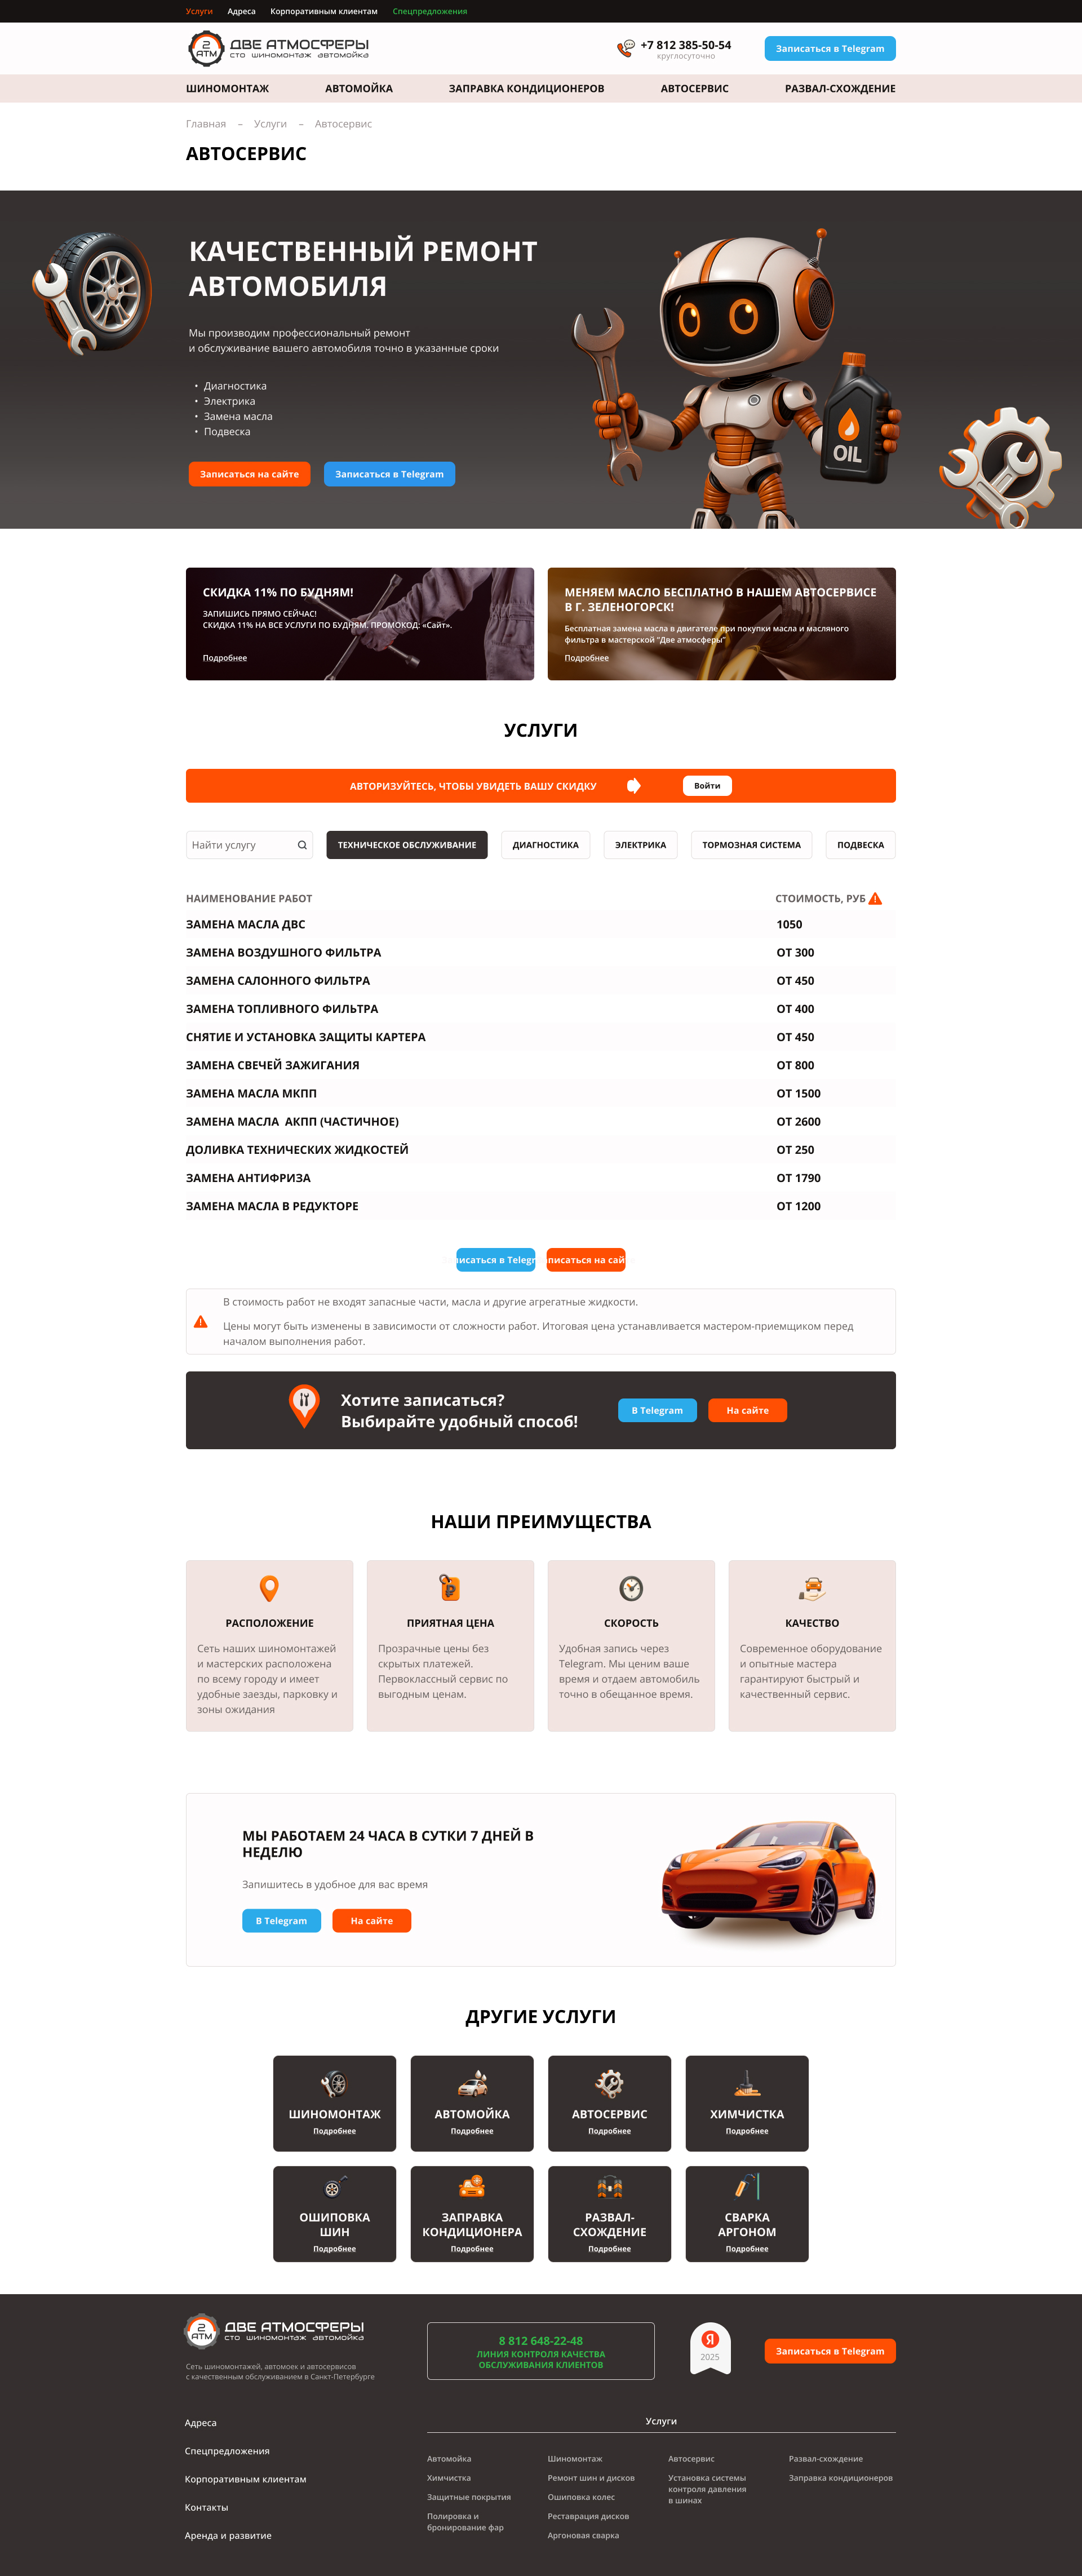 Услуги Адреса Корпоративным клиентам Спецпредложения
2 АТМ ДВЕ АТМОСФЕРЫ
сто шиномонтаж автомойка
+7 812 385-50-54
круглосуточно
Записаться в Telegram
ШИНОМОНТАЖ АВТОМОЙКА ЗАПРАВКА КОНДИЦИОНЕРОВ АВТОСЕРВИС РАЗВАЛ-СХОЖДЕНИЕ
Главная – Услуги – Автосервис
АВТОСЕРВИС
КАЧЕСТВЕННЫЙ РЕМОНТ
АВТОМОБИЛЯ
Мы производим профессиональный ремонт
и обслуживание вашего автомобиля точно в указанные сроки
• Диагностика
• Электрика
• Замена масла
• Подвеска
Записаться на сайте Записаться в Telegram
OIL
СКИДКА 11% ПО БУДНЯМ!
ЗАПИШИСЬ ПРЯМО СЕЙЧАС!
СКИДКА 11% НА ВСЕ УСЛУГИ ПО БУДНЯМ. ПРОМОКОД: «Сайт».
Подробнее
МЕНЯЕМ МАСЛО БЕСПЛАТНО В НАШЕМ АВТОСЕРВИСЕ
В Г. ЗЕЛЕНОГОРСК!
Бесплатная замена масла в двигателе при покупки масла и масляного
фильтра в мастерской "Две атмосферы"
Подробнее
УСЛУГИ
АВТОРИЗУЙТЕСЬ, ЧТОБЫ УВИДЕТЬ ВАШУ СКИДКУ Войти
Найти услугу ТЕХНИЧЕСКОЕ ОБСЛУЖИВАНИЕ ДИАГНОСТИКА ЭЛЕКТРИКА ТОРМОЗНАЯ СИСТЕМА ПОДВЕСКА
НАИМЕНОВАНИЕ РАБОТ СТОИМОСТЬ, РУБ
ЗАМЕНА МАСЛА ДВС 1050
ЗАМЕНА ВОЗДУШНОГО ФИЛЬТРА ОТ 300
ЗАМЕНА САЛОННОГО ФИЛЬТРА ОТ 450
ЗАМЕНА ТОПЛИВНОГО ФИЛЬТРА ОТ 400
СНЯТИЕ И УСТАНОВКА ЗАЩИТЫ КАРТЕРА ОТ 450
ЗАМЕНА СВЕЧЕЙ ЗАЖИГАНИЯ ОТ 800
ЗАМЕНА МАСЛА МКПП ОТ 1500
ЗАМЕНА МАСЛА АКПП (ЧАСТИЧНОЕ) ОТ 2600
ДОЛИВКА ТЕХНИЧЕСКИХ ЖИДКОСТЕЙ ОТ 250
ЗАМЕНА АНТИФРИЗА ОТ 1790
ЗАМЕНА МАСЛА В РЕДУКТОРЕ ОТ 1200
исаться в Telegr писаться на сай
В стоимость работ не входят запасные части, масла и другие агрегатные жидкости.
Цены могут быть изменены в зависимости от сложности работ. Итоговая цена устанавливается мастером-приемщиком перед
началом выполнения работ.
Хотите записаться?
Выбирайте удобный способ!
В Telegram На сайте
НАШИ ПРЕИМУЩЕСТВА
РАСПОЛОЖЕНИЕ
Сеть наших шиномонтажей
и мастерских расположена
по всему городу и имеет
удобные заезды, парковку и
зоны ожидания
ПРИЯТНАЯ ЦЕНА
Прозрачные цены без
скрытых платежей.
Первоклассный сервис по
выгодным ценам.
СКОРОСТЬ
Удобная запись через
Telegram. Мы ценим ваше
время и отдаем автомобиль
точно в обещанное время.
КАЧЕСТВО
Современное оборудование
и опытные мастера
гарантируют быстрый и
качественный сервис.
МЫ РАБОТАЕМ 24 ЧАСА В СУТКИ 7 ДНЕЙ В
НЕДЕЛЮ
Запишитесь в удобное для вас время
В Telegram На сайте
ДРУГИЕ УСЛУГИ
ШИНОМОНТАЖ
Подробнее
АВТОМОЙКА
Подробнее
АВТОСЕРВИС
Подробнее
ХИМЧИСТКА
Подробнее
ОШИПОВКА
ШИН
Подробнее
ЗАПРАВКА
КОНДИЦИОНЕРА
Подробнее
РАЗВАЛ-
СХОЖДЕНИЕ
Подробнее
СВАРКА
АРГОНОМ
Подробнее
2 АТМ ДВЕ АТМОСФЕРЫ
сто шиномонтаж автомойка
Сеть шиномонтажей, автомоек и автосервисов
с качественным обслуживанием в Санкт-Петербурге
8 812 648-22-48
ЛИНИЯ КОНТРОЛЯ КАЧЕСТВА
ОБСЛУЖИВАНИЯ КЛИЕНТОВ
Я
2025
Записаться в Telegram
Адреса
Спецпредложения
Корпоративным клиентам
Контакты
Аренда и развитие
Услуги
Автомойка
Химчистка
Защитные покрытия
Полировка и
бронирование фар
Шиномонтаж
Ремонт шин и дисков
Ошиповка колес
Реставрация дисков
Аргоновая сварка
Автосервис
Установка системы
контроля давления
в шинах
Развал-схождение
Заправка кондиционеров